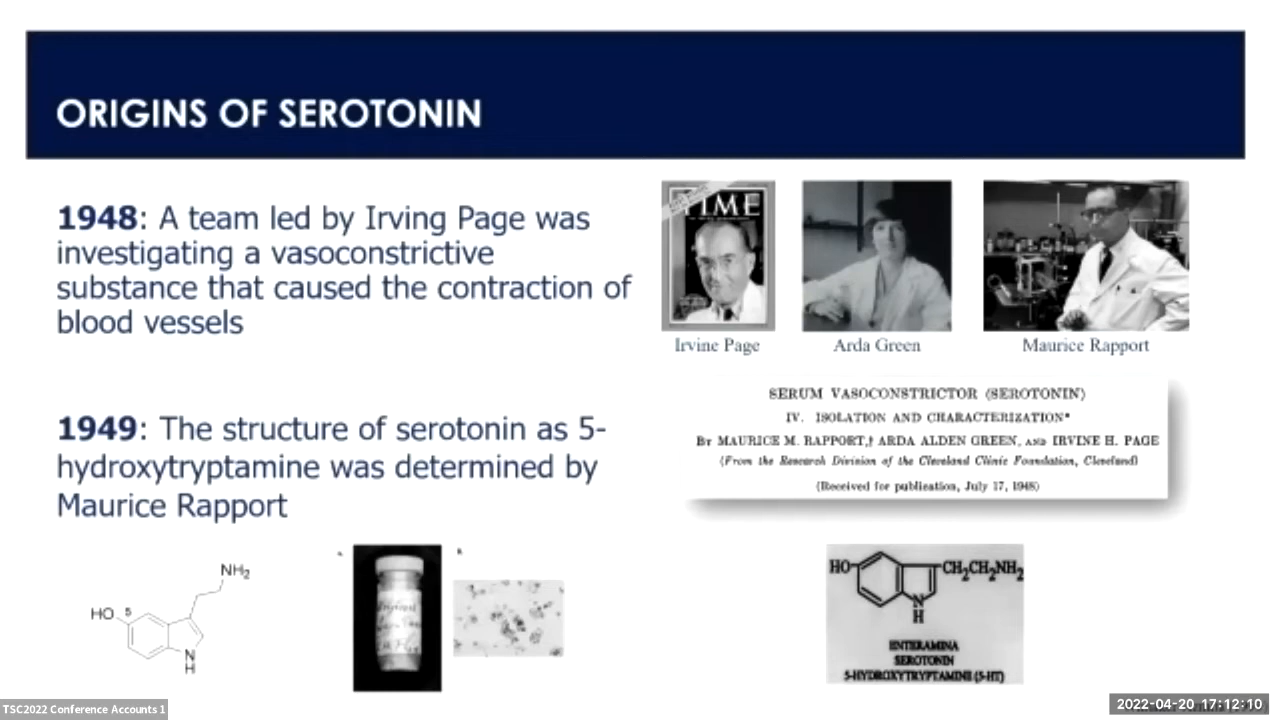 ORIGINS OF SEROTONIN
1948: A team led by Irving Page was
investigating a vasoconstrictive
substance that caused the contraction of
blood vessels
TIME
Irvine Page
Arda Green
Maurice Rapport
SERUM VASOCONSTRICTOR (SEROTONIN)
IV. ISOLATION AND CHARACTERIZATION*
BY MAURICE M. RAPPORT,† ARDA ALDEN GREEN, AND IRVINE H. PAGE
(From the Research Division of the Cleveland Clinic Foundation, Cleveland)
(Received for publication, July 17, 1948)
1949: The structure of serotonin as 5-
hydroxytryptamine was determined by
Maurice Rapport
NH2
HO 5
N
H
HO CH2CH2NH2
N
H
ENTERAMINA
SEROTONIN
5-HYDROXYTRYPTAMINE (5-HT)
TSC2022 Conference Accounts 1
2022-04-20 17:12:10